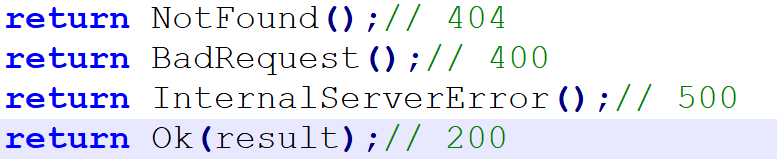 return NotFound();// 404
return BadRequest();// 400
return InternalServerError();// 500
return Ok(result);// 200